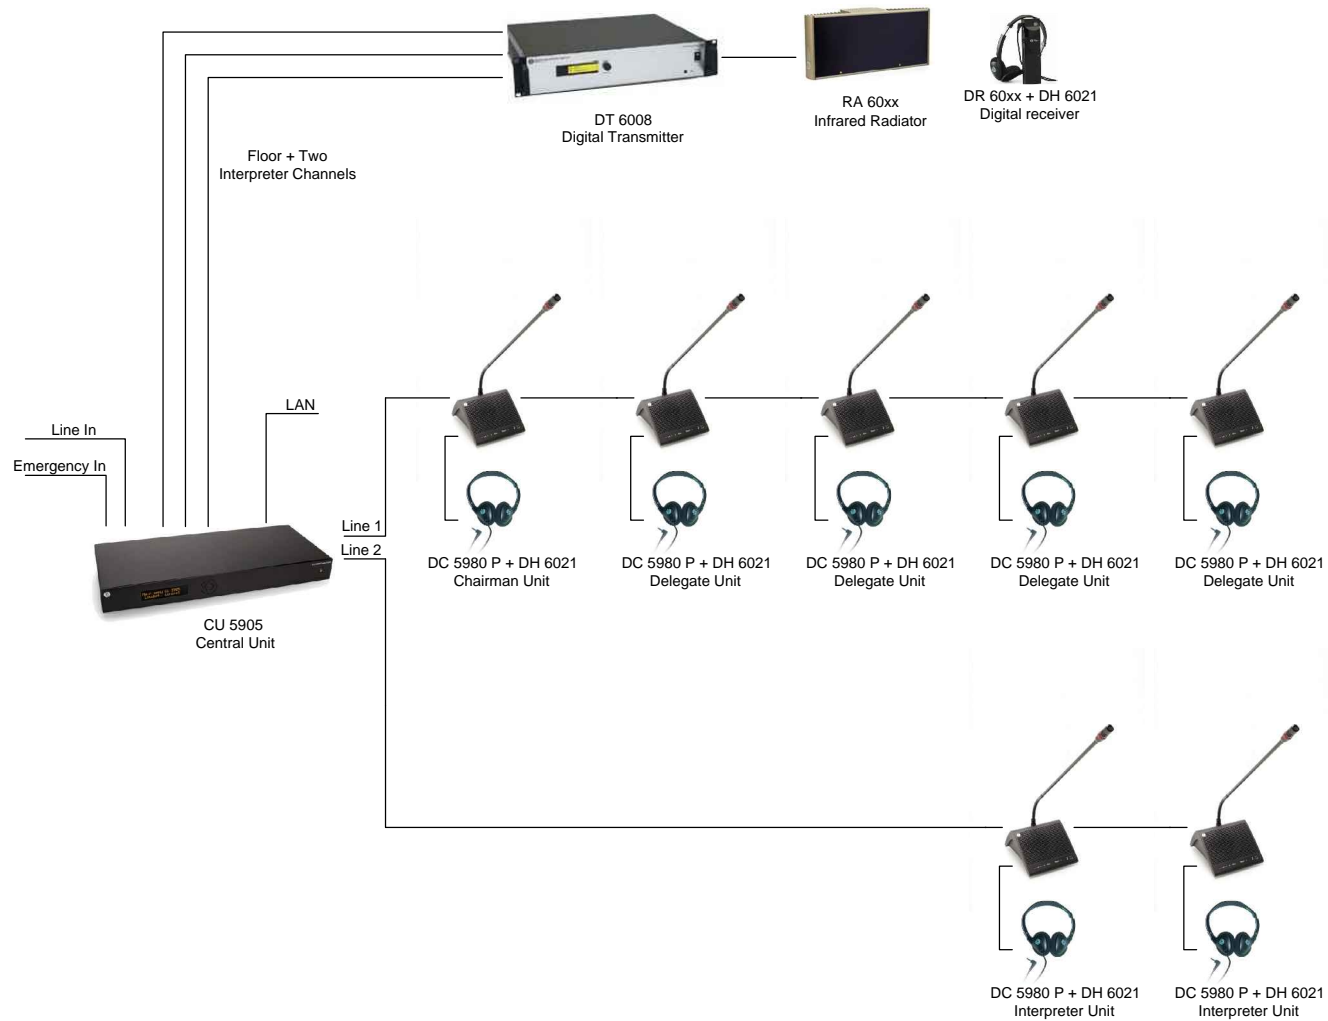 DT 6008
Digital Transmitter
RA 60xx
Infrared Radiator
DR 60xx + DH 6021
Digital receiver
Floor + Two
Interpreter Channels
LAN
Line In
Emergency In
Line 1
Line 2
CU 5905
Central Unit
DC 5980 P + DH 6021
Chairman Unit
DC 5980 P + DH 6021
Delegate Unit
DC 5980 P + DH 6021
Delegate Unit
DC 5980 P + DH 6021
Delegate Unit
DC 5980 P + DH 6021
Delegate Unit
DC 5980 P + DH 6021
Interpreter Unit
DC 5980 P + DH 6021
Interpreter Unit